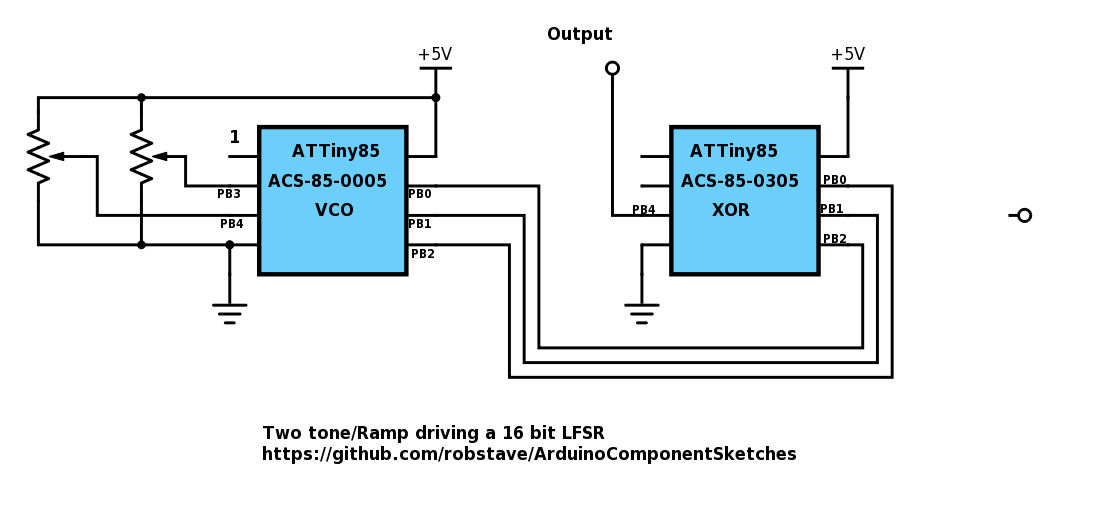 Output
+5V
+5V
1
ATTiny85
ACS-85-0005
VCO
PB3
PB4
PB0
PB1
PB2
ATTiny85
ACS-85-0305
XOR
PB4
PB0
PB1
PB2
Two tone/Ramp driving a 16 bit LFSR
https://github.com/robstave/ArduinoComponentSketches